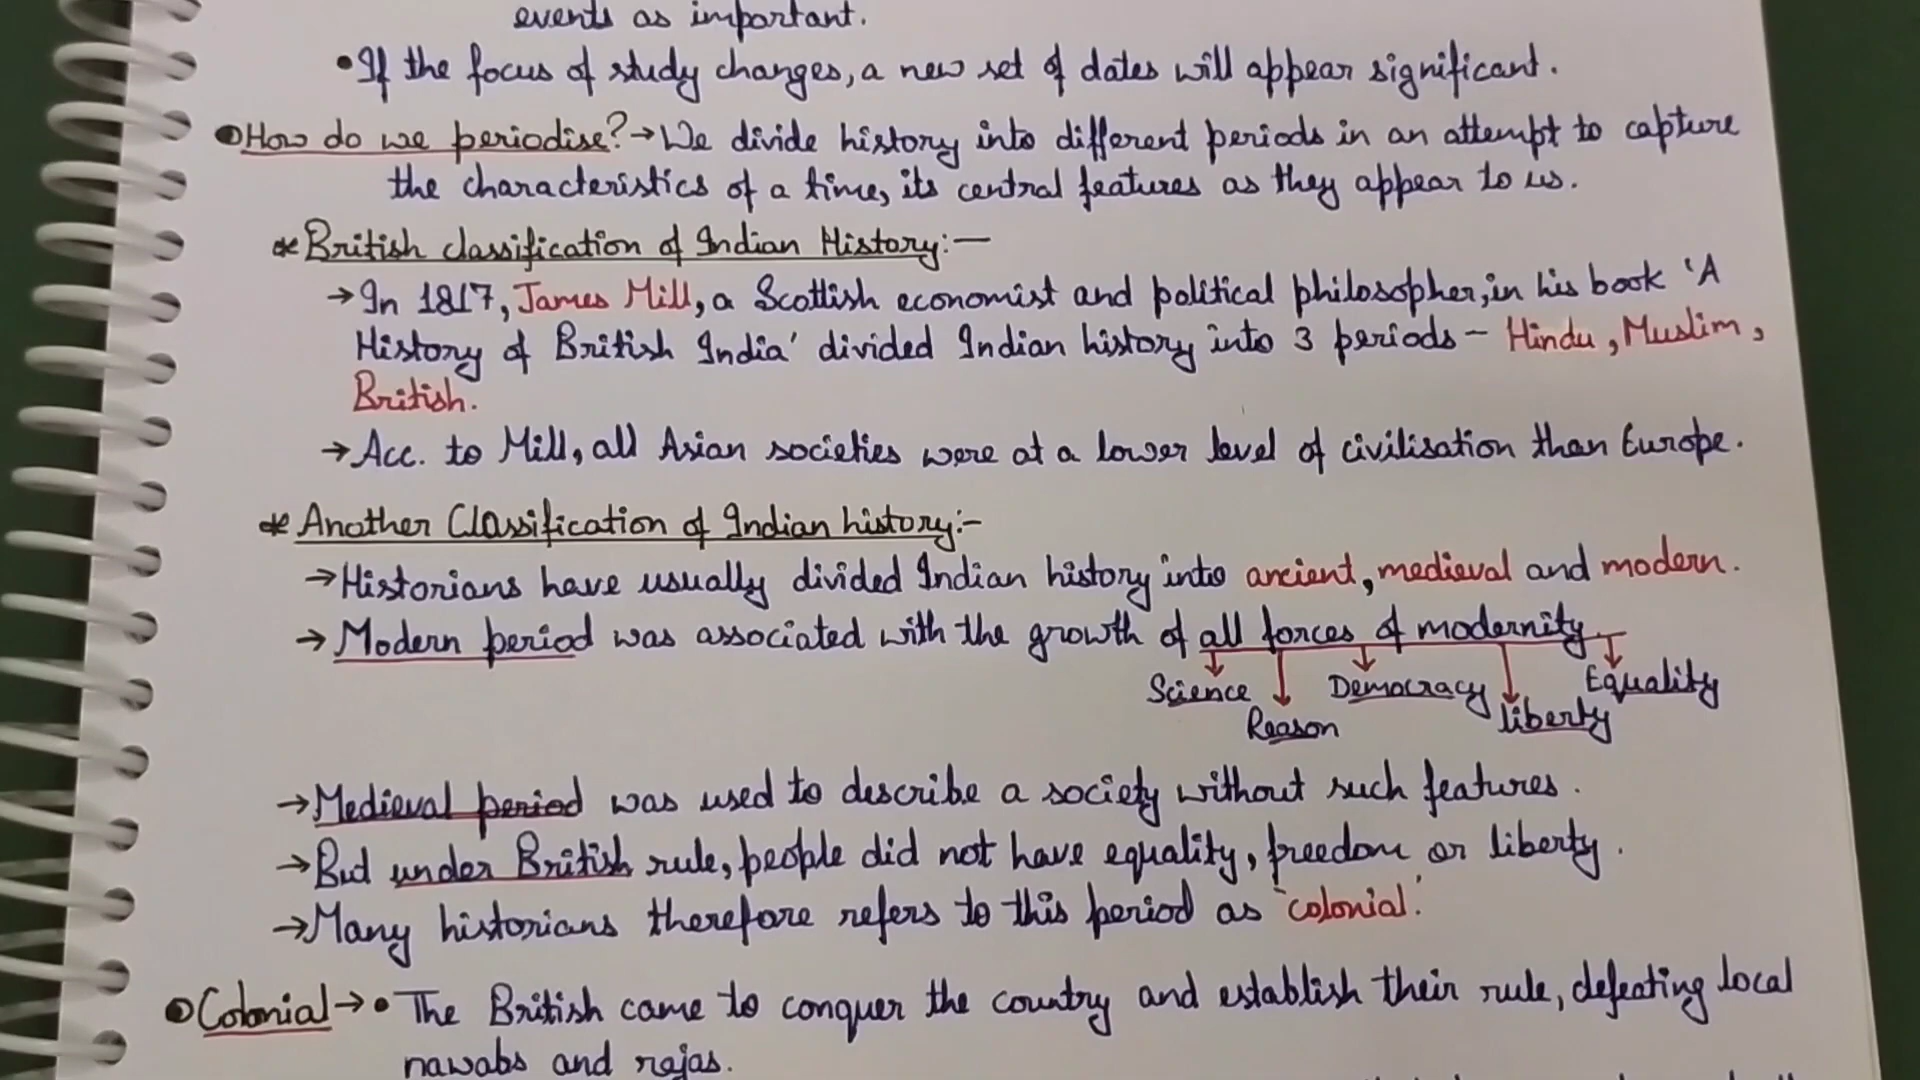 events as important.
•If the focus of study changes, a new set of dates will appear significant.
●How do we periodise?→We divide history into different periods in an attempt to capture
the characteristics of a time, its central features as they appear to us.
*British classification of Indian History:—
→In 1817, James Mill, a Scottish economist and political philosopher, in his book 'A
History of British India' divided Indian history into 3 periods – Hindu, Muslim,
British.
→Acc. to Mill, all Asian societies were at a lower level of civilisation than Europe.
*Another Classification of Indian history:–
→Historians have usually divided Indian history into ancient, medieval and modern.
→Modern period was associated with the growth of all forces of modernity
Science Reason Democracy liberty Equality
→Medieval period was used to describe a society without such features.
→But under British rule, people did not have equality, freedom or liberty.
→Many historians therefore refers to this period as 'colonial.'
●Colonial→•The British came to conquer the country and establish their rule, defeating local
nawabs and rajas.